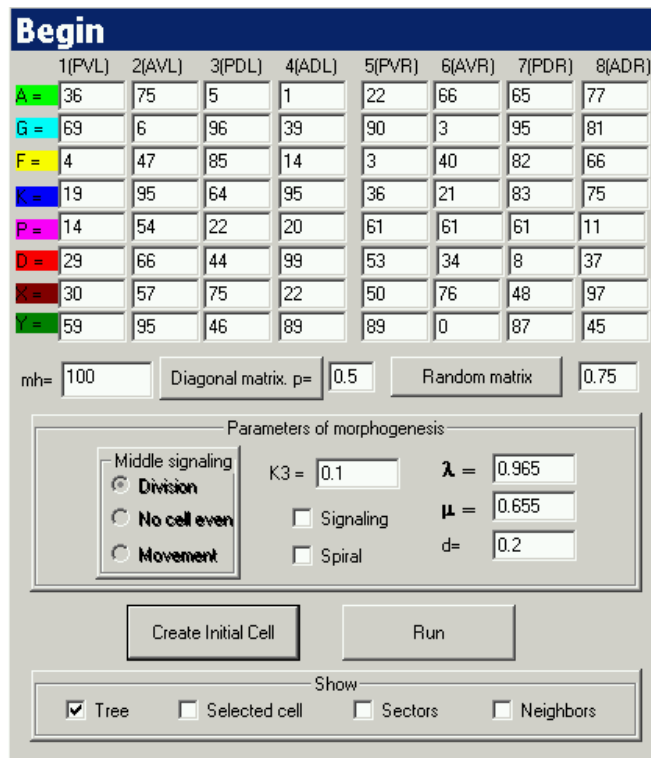 Begin
1(PVL) 2(AVL) 3(PDL) 4(ADL) 5(PVR) 6(AVR) 7(PDR) 8(ADR)
A = 36 75 5 1 22 66 65 77
G = 69 6 96 39 90 3 95 81
F = 4 47 85 14 3 40 82 66
K = 19 95 64 95 36 21 83 75
P = 14 54 22 20 61 61 61 11
D = 29 66 44 99 53 34 8 37
X = 30 57 75 22 50 76 48 97
Y = 59 95 46 89 89 0 87 45
mh= 100 Diagonal matrix. p= 0.5 Random matrix 0.75
Parameters of morphogenesis
Middle signaling
Division
No cell even
Movement
K3 = 0.1
Signaling
Spiral
λ = 0.965
μ = 0.655
d= 0.2
Create Initial Cell Run
Show
Tree Selected cell Sectors Neighbors